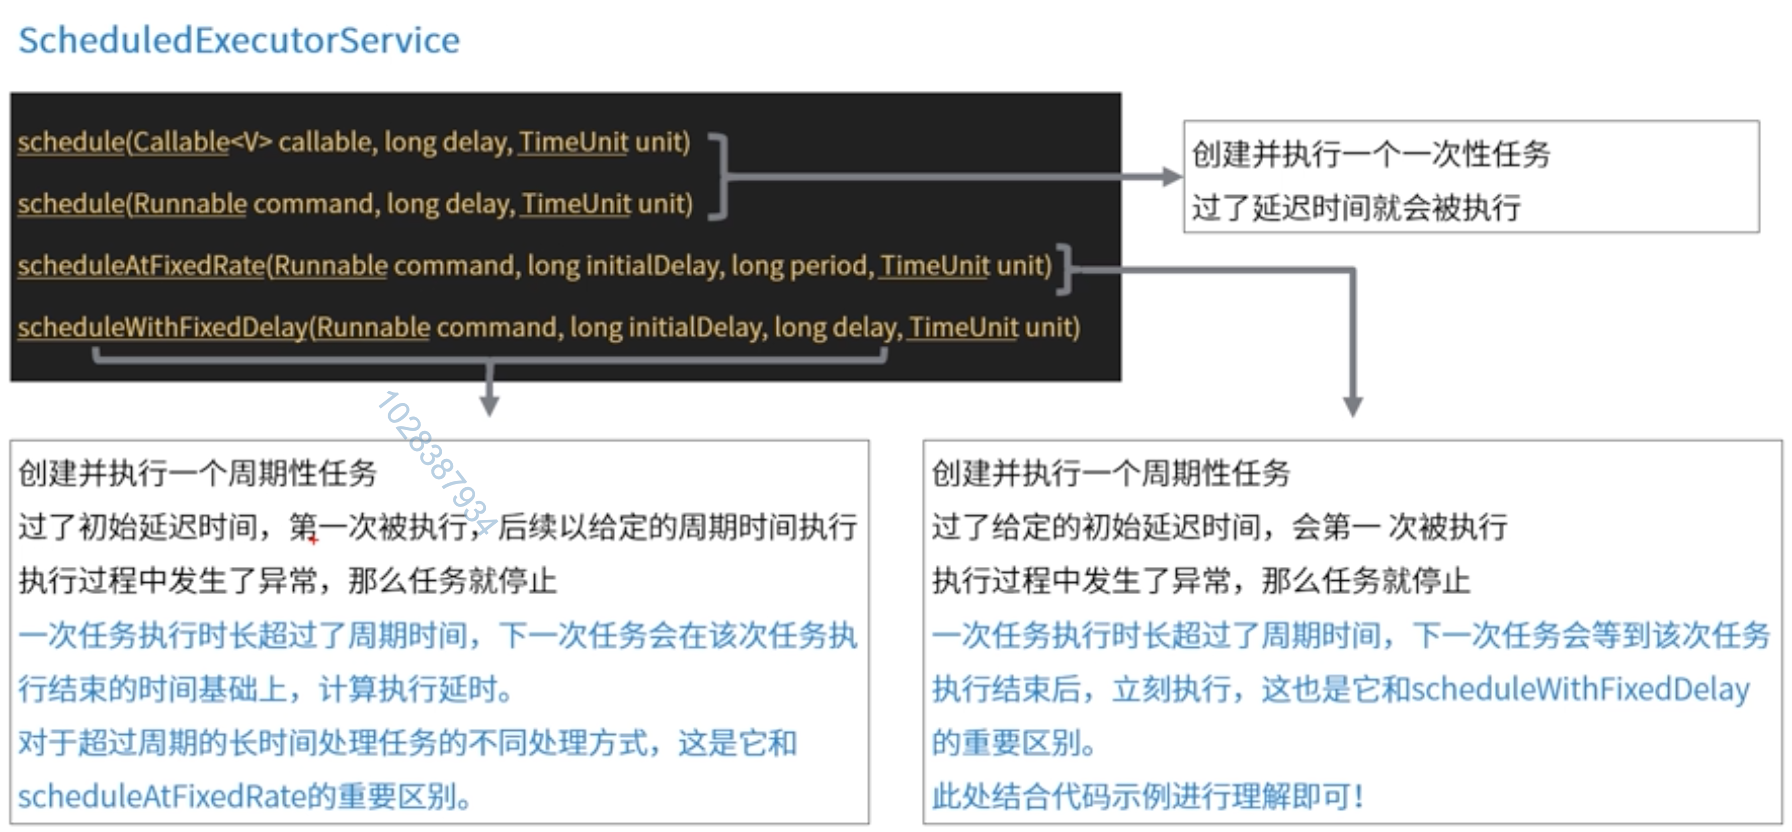 ScheduledExecutorService
schedule(Callable<V> callable, long delay, TimeUnit unit)
schedule(Runnable command, long delay, TimeUnit unit)
scheduleAtFixedRate(Runnable command, long initialDelay, long period, TimeUnit unit)
scheduleWithFixedDelay(Runnable command, long initialDelay, long delay, TimeUnit unit)
创建并执行一个一次性任务
过了延迟时间就会被执行
创建并执行一个周期性任务
过了初始延迟时间，第一次被执行，后续以给定的周期时间执行
执行过程中发生了异常，那么任务就停止
一次任务执行时长超过了周期时间，下一次任务会在该次任务执
行结束的时间基础上，计算执行延时。
对于超过周期的长时间处理任务的不同处理方式，这是它和
scheduleAtFixedRate的重要区别。
创建并执行一个周期性任务
过了给定的初始延迟时间，会第一 次被执行
执行过程中发生了异常，那么任务就停止
一次任务执行时长超过了周期时间，下一次任务会等到该次任务
执行结束后，立刻执行，这也是它和scheduleWithFixedDelay
的重要区别。
此处结合代码示例进行理解即可！
1028387934